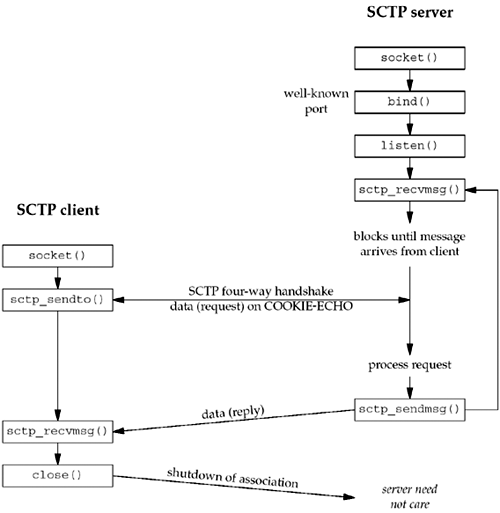 SCTP server
socket()
well-known
port
bind()
listen()
sctp_recvmsg()
blocks until message
arrives from client
SCTP client
socket()
sctp_sendto()
SCTP four-way handshake
data (request) on COOKIE-ECHO
process request
sctp_sendmsg()
data (reply)
sctp_recvmsg()
close()
shutdown of association
server need
not care